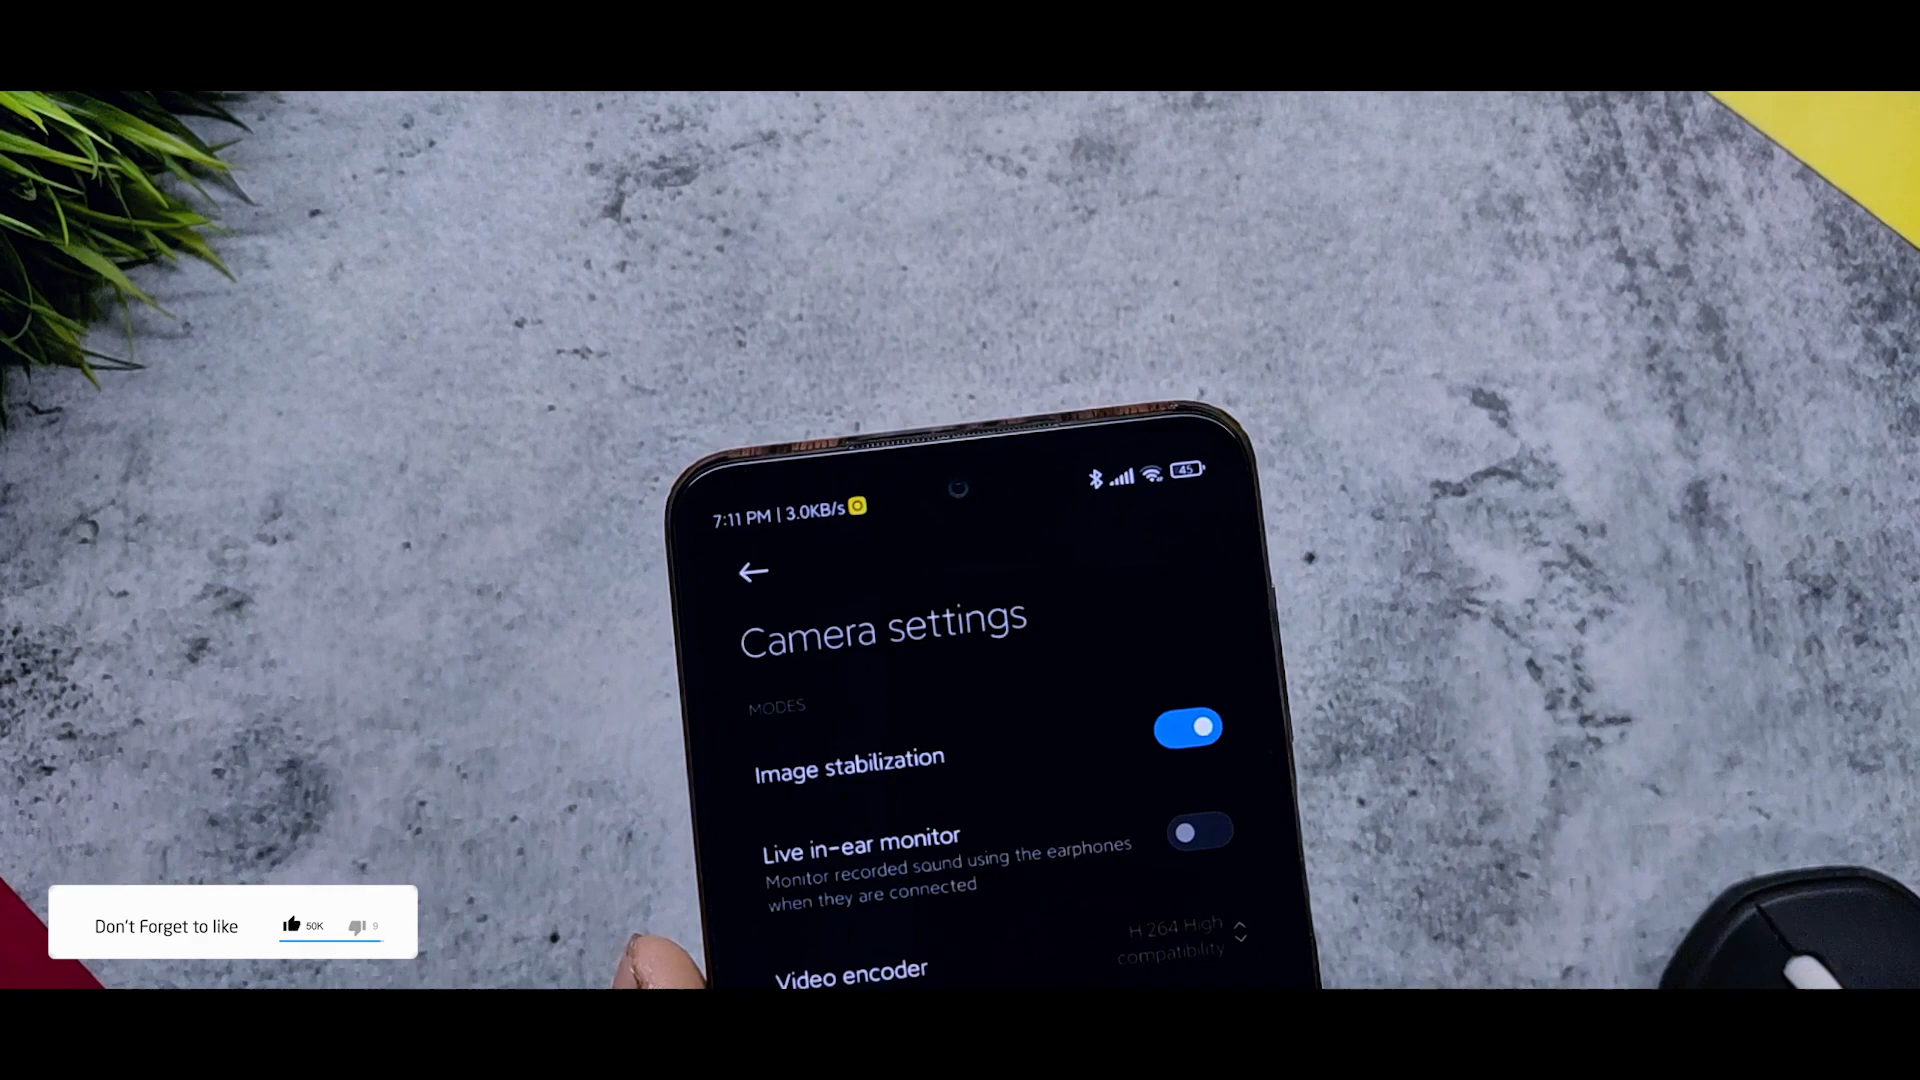 7:11 PM | 3.0KB/s
45
Camera settings
MODES
Image stabilization
Live in-ear monitor
Monitor recorded sound using the earphones
when they are connected
H.264 High
compatibility
Video encoder
Don't Forget to like
50K
9